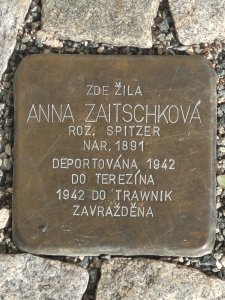 ZDE ŽILA
ANNA ZAITSCHKOVÁ
ROZ. SPITZER
NAR. 1891
DEPORTOVÁNA 1942
DO TEREZÍNA
1942 DO TRAWNIK
ZAVRAŽDĚNA